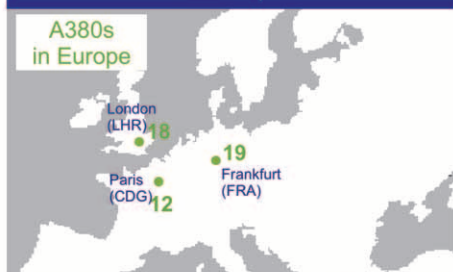 A380s
in Europe
London
(LHR)
18
19
Frankfurt
(FRA)
Paris
(CDG)
12